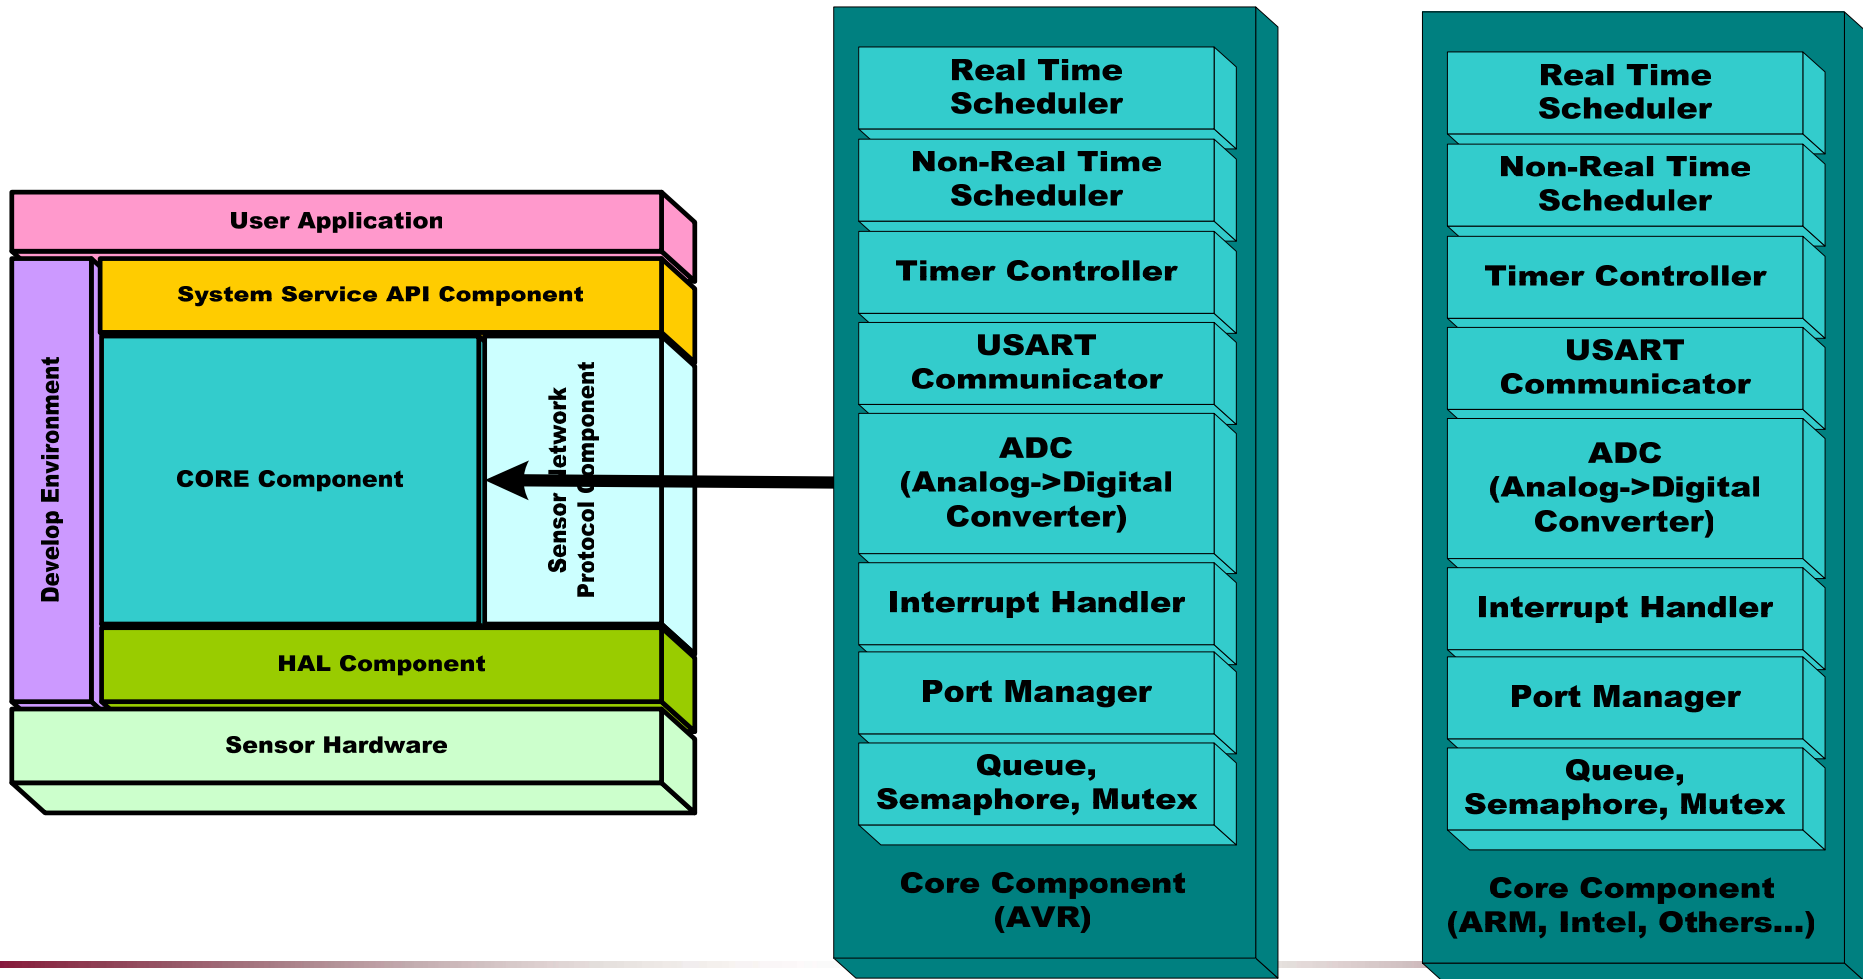 User Application
System Service API Component
Develop Environment
CORE Component
Sensor Network
Protocol Component
HAL Component
Sensor Hardware
Real Time
Scheduler
Non-Real Time
Scheduler
Timer Controller
USART
Communicator
ADC
(Analog->Digital
Converter)
Interrupt Handler
Port Manager
Queue,
Semaphore, Mutex
Core Component
(AVR)
Real Time
Scheduler
Non-Real Time
Scheduler
Timer Controller
USART
Communicator
ADC
(Analog->Digital
Converter)
Interrupt Handler
Port Manager
Queue,
Semaphore, Mutex
Core Component
(ARM, Intel, Others...)